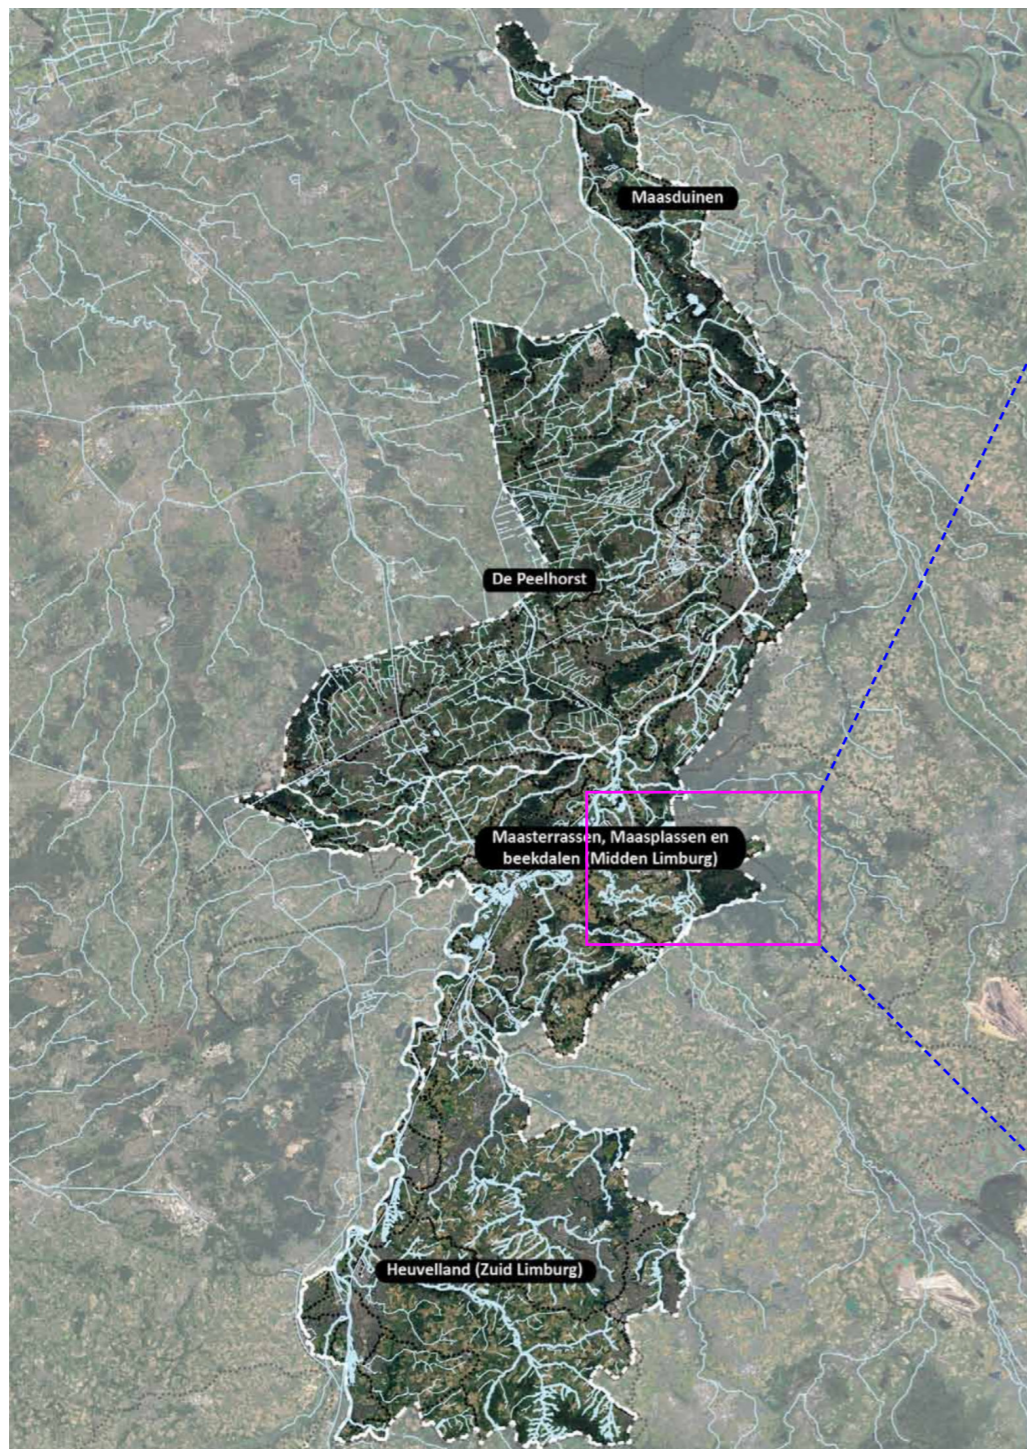 Maasduinen
De Peelhorst
Maasterrassen, Maasplassen en
beekdalen (Midden Limburg)
Heuvelland (Zuid Limburg)